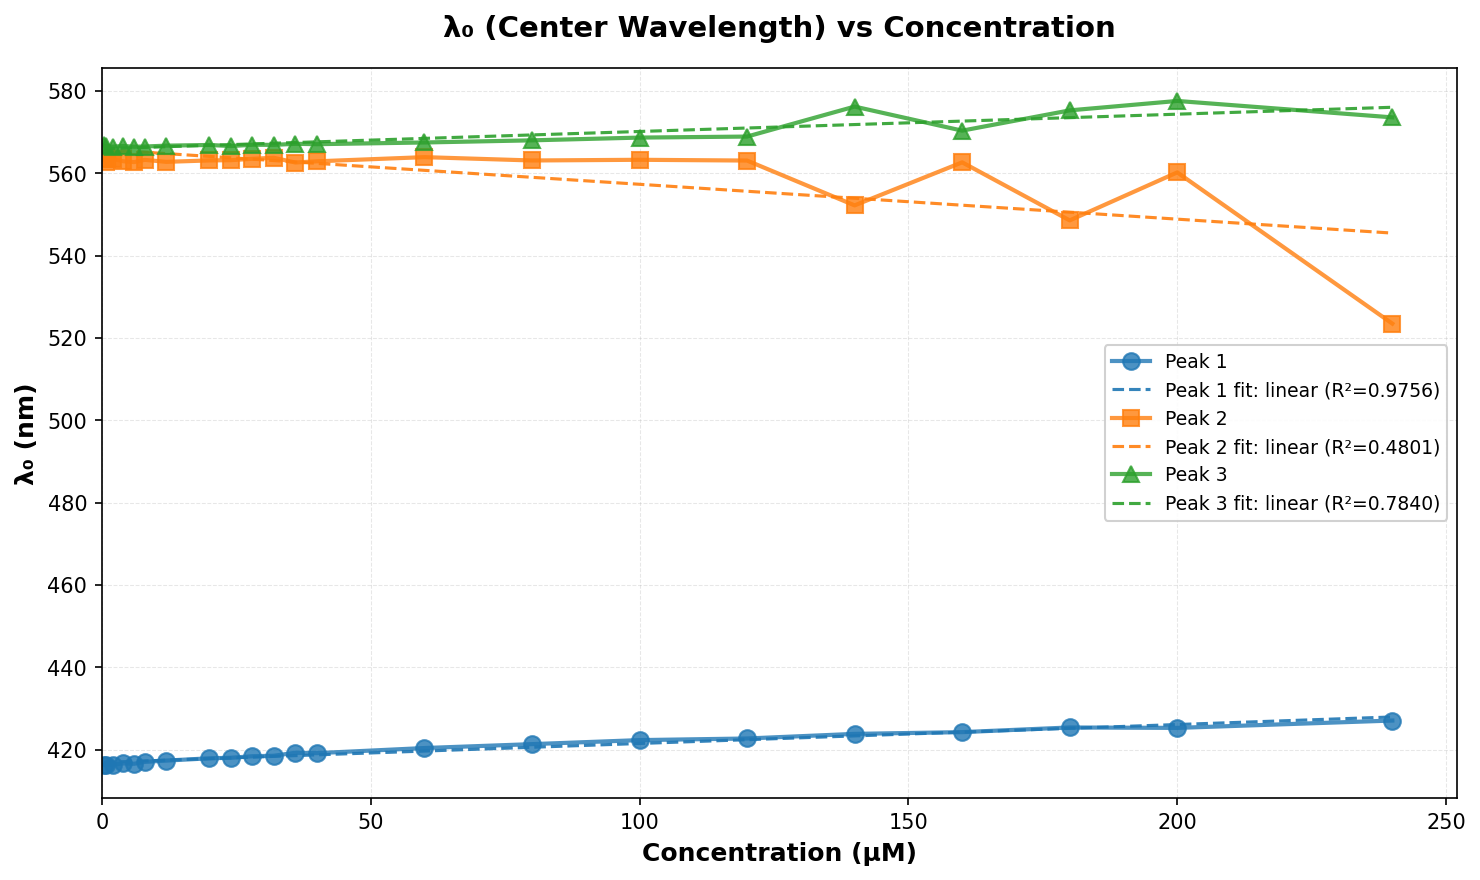 λ₀ (Center Wavelength) vs Concentration
580
560
540
520
500
480
460
440
420
λ₀ (nm)
Peak 1
Peak 1 fit: linear (R²=0.9756)
Peak 2
Peak 2 fit: linear (R²=0.4801)
Peak 3
Peak 3 fit: linear (R²=0.7840)
0 50 100 150 200 250
Concentration (μM)